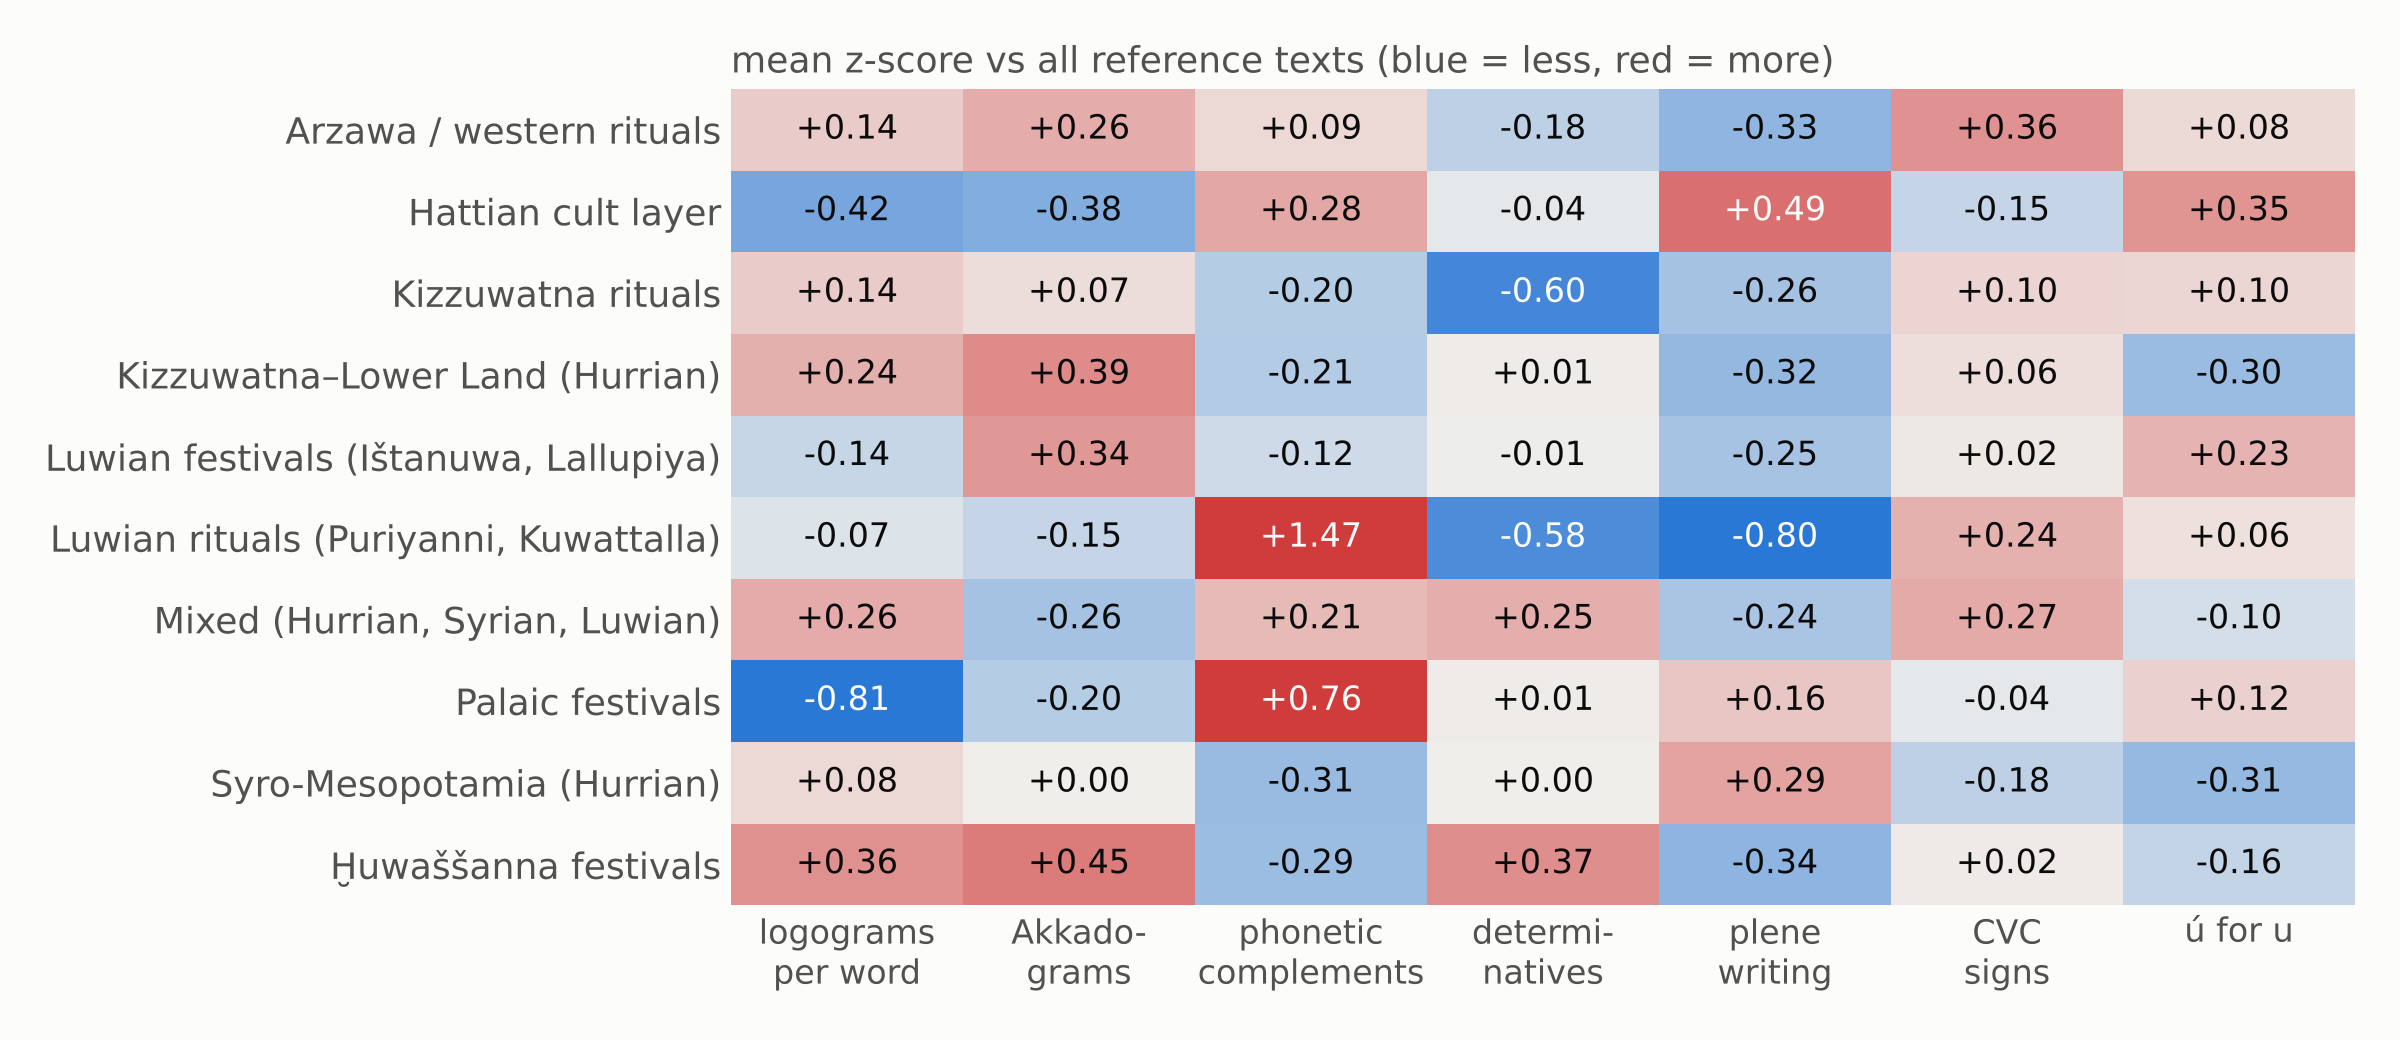 mean z-score vs all reference texts (blue = less, red = more)
Arzawa / western rituals +0.14 +0.26 +0.09 -0.18 -0.33 +0.36 +0.08
Hattian cult layer -0.42 -0.38 +0.28 -0.04 +0.49 -0.15 +0.35
Kizzuwatna rituals +0.14 +0.07 -0.20 -0.60 -0.26 +0.10 +0.10
Kizzuwatna–Lower Land (Hurrian) +0.24 +0.39 -0.21 +0.01 -0.32 +0.06 -0.30
Luwian festivals (Ištanuwa, Lallupiya) -0.14 +0.34 -0.12 -0.01 -0.25 +0.02 +0.23
Luwian rituals (Puriyanni, Kuwattalla) -0.07 -0.15 +1.47 -0.58 -0.80 +0.24 +0.06
Mixed (Hurrian, Syrian, Luwian) +0.26 -0.26 +0.21 +0.25 -0.24 +0.27 -0.10
Palaic festivals -0.81 -0.20 +0.76 +0.01 +0.16 -0.04 +0.12
Syro-Mesopotamia (Hurrian) +0.08 +0.00 -0.31 +0.00 +0.29 -0.18 -0.31
Ḫuwaššanna festivals +0.36 +0.45 -0.29 +0.37 -0.34 +0.02 -0.16
logograms Akkado- phonetic determi- plene CVC ú for u
per word grams complements natives writing signs